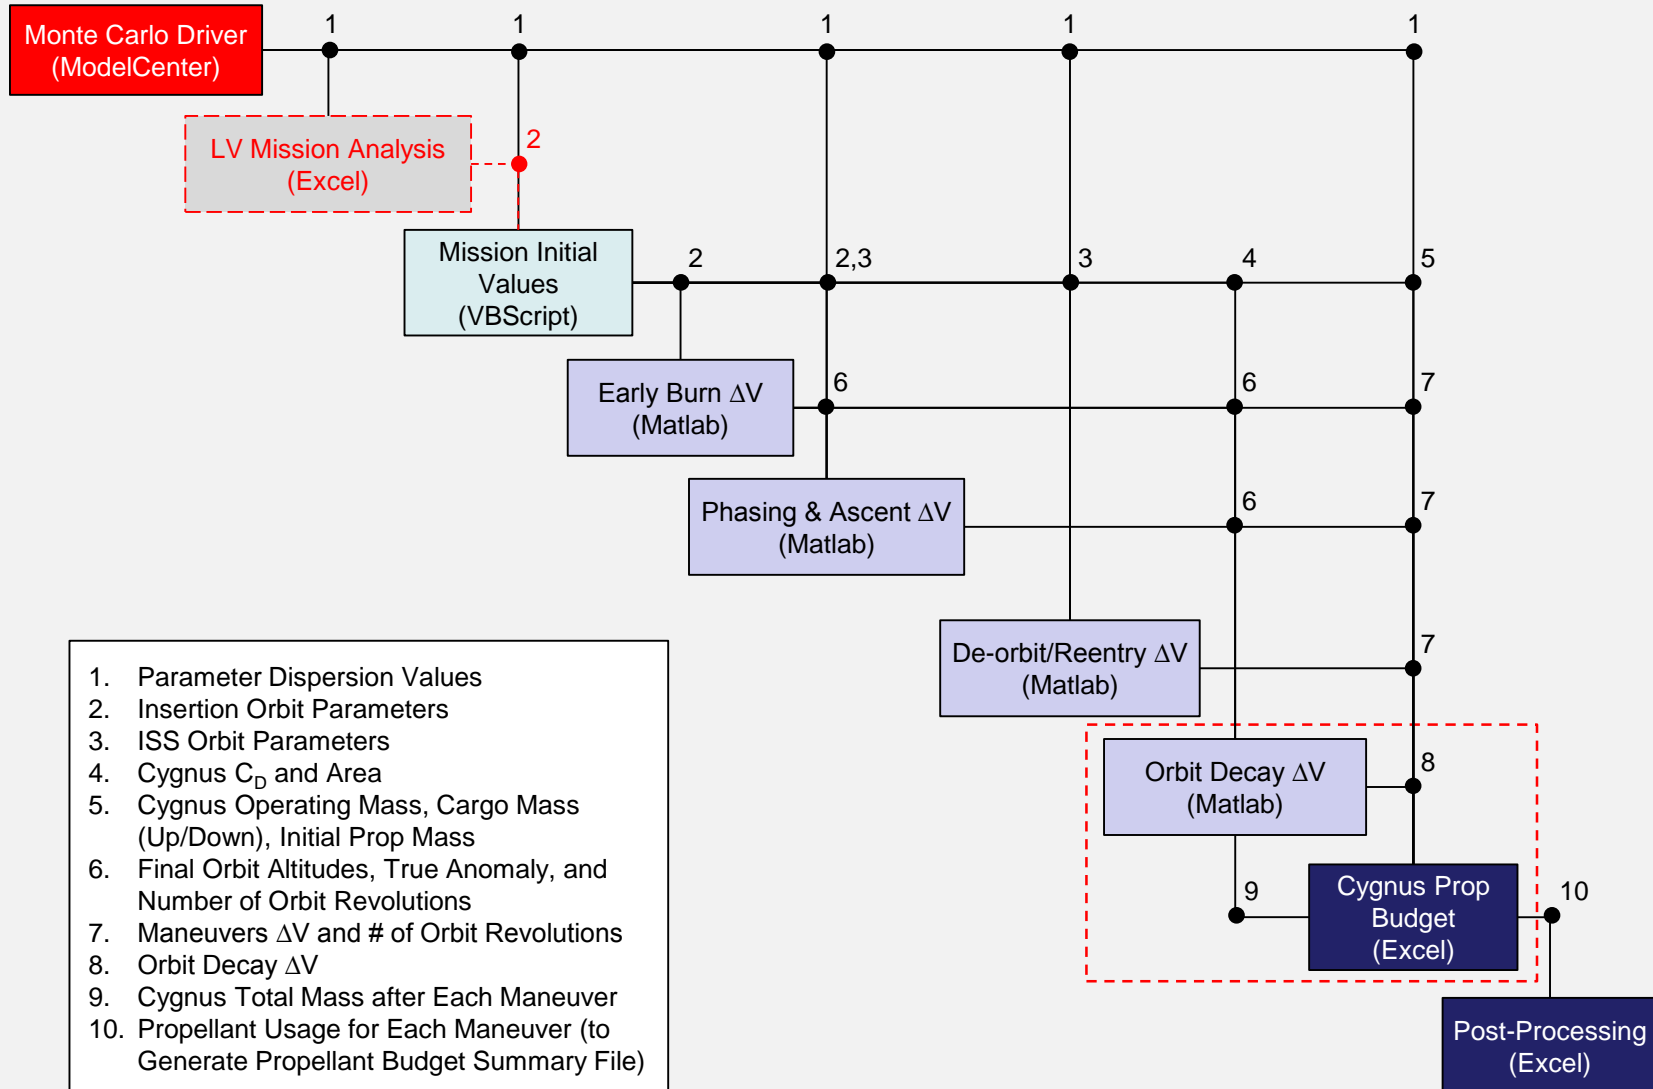 1 1 1 1 1
Monte Carlo Driver
(ModelCenter)
LV Mission Analysis
(Excel)
2
Mission Initial
Values
(VBScript)
2 2,3 3 4 5
Early Burn ΔV
(Matlab)
6 6 7
Phasing & Ascent ΔV
(Matlab)
6 7
De-orbit/Reentry ΔV
(Matlab)
7
Orbit Decay ΔV
(Matlab)
8
Cygnus Prop
Budget
(Excel)
9 10
Post-Processing
(Excel)
1. Parameter Dispersion Values
2. Insertion Orbit Parameters
3. ISS Orbit Parameters
4. Cygnus C_D and Area
5. Cygnus Operating Mass, Cargo Mass
(Up/Down), Initial Prop Mass
6. Final Orbit Altitudes, True Anomaly, and
Number of Orbit Revolutions
7. Maneuvers ΔV and # of Orbit Revolutions
8. Orbit Decay ΔV
9. Cygnus Total Mass after Each Maneuver
10. Propellant Usage for Each Maneuver (to
Generate Propellant Budget Summary File)